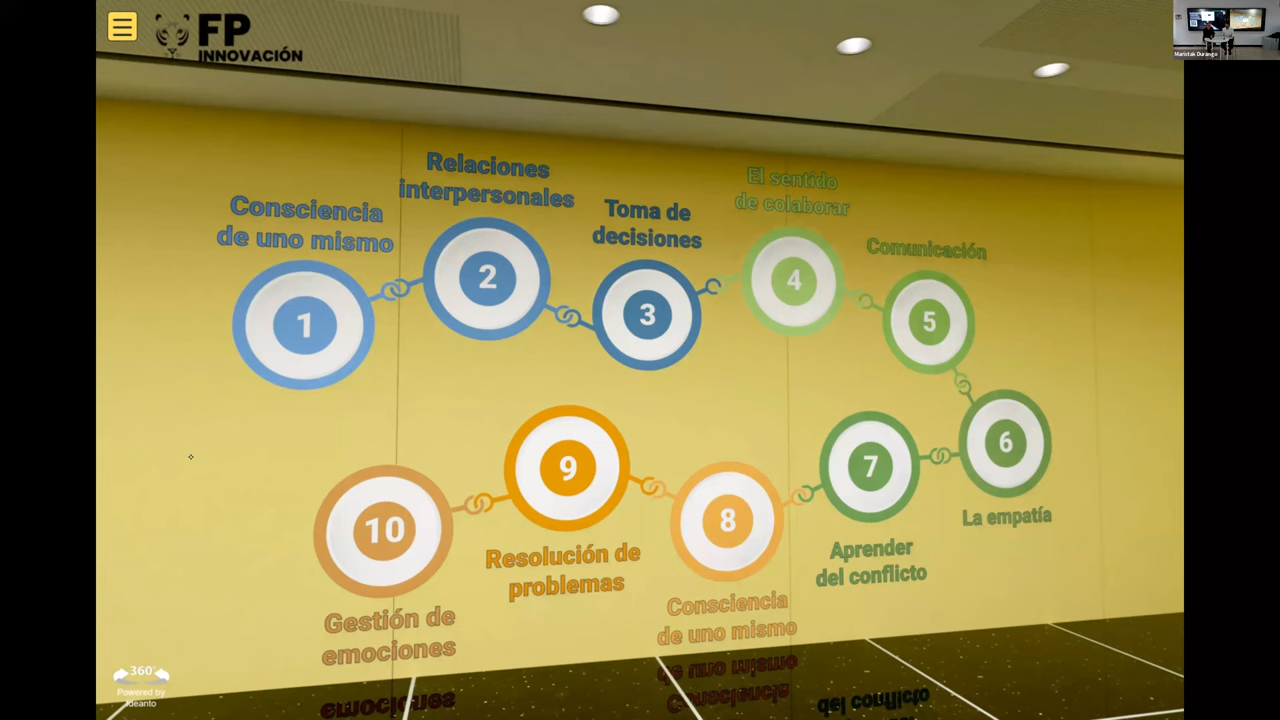 FP
INNOVACIÓN
Maristak Durango
Relaciones
interpersonales
Consciencia
de uno mismo
Toma de
decisiones
El sentido
de colaborar
Comunicación
1
2
3
4
5
6
7
8
9
10
La empatía
Aprender
del conflicto
Resolución de
problemas
Consciencia
de uno mismo
Gestión de
emociones
360°
Powered by
Ideanto